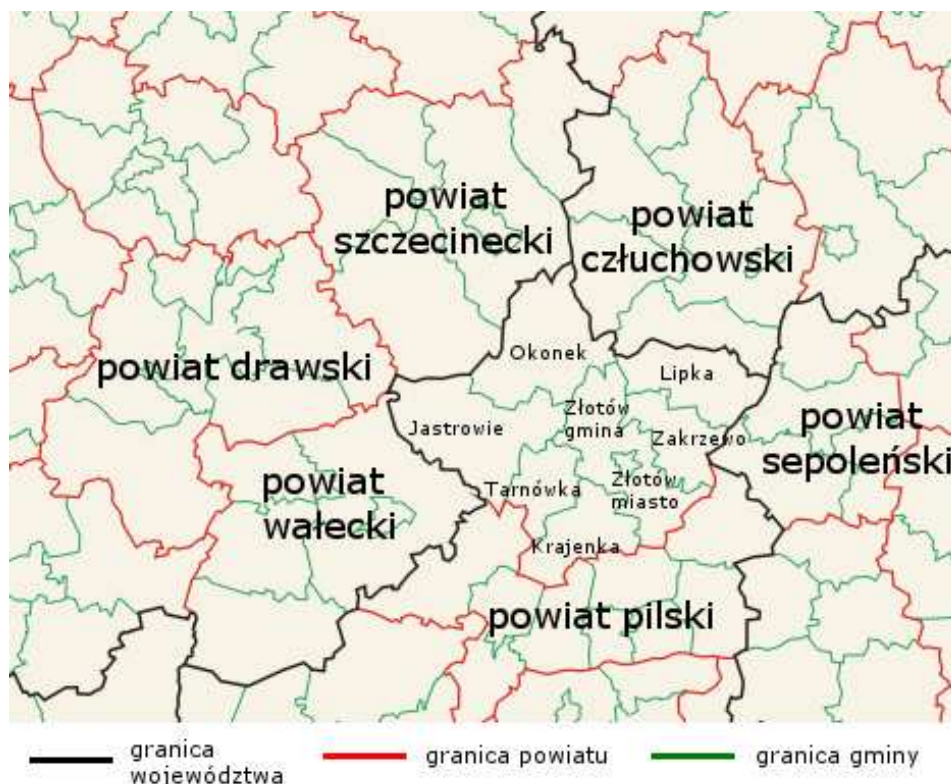 powiat
szczecinecki
powiat
człuchowski
Okonek
powiat drawski
Lipka
Złotów
gmina
Jastrowie
Zakrzewo
powiat
sepoleński
powiat
wałecki
Tarnówka
Złotów
miasto
Krajenka
powiat pilski
granica
województwa
granica powiatu
granica gminy